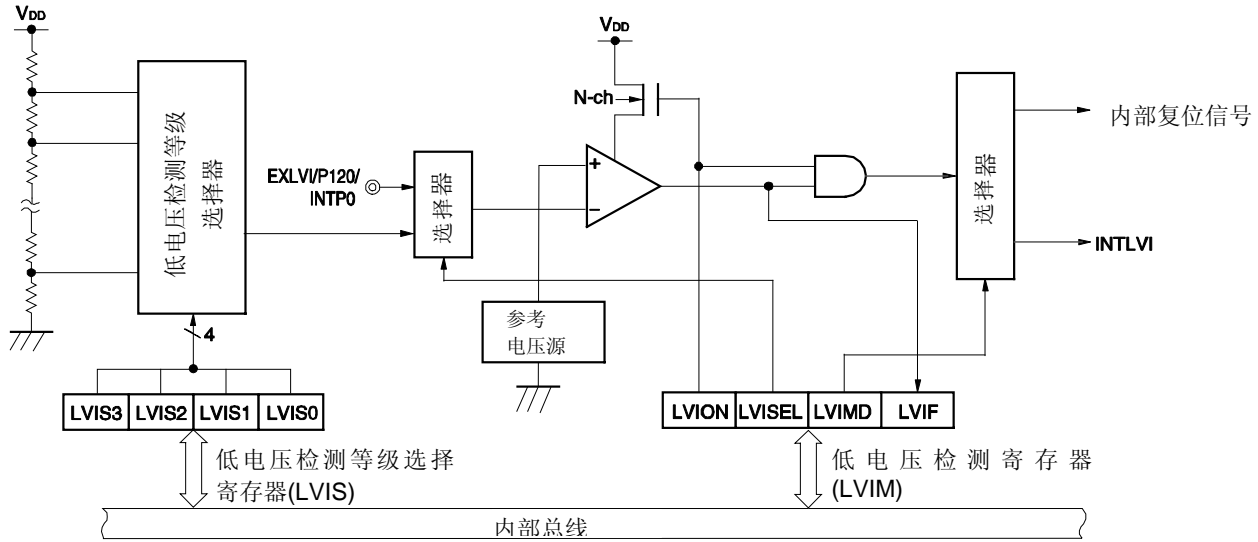 VDD
低电压检测等级
选择器
4
LVIS3 LVIS2 LVIS1 LVIS0
低电压检测等级选择
寄存器(LVIS)
EXLVI/P120/
INTP0
选择器
VDD
N-ch
+
−
参考
电压源
选择器
内部复位信号
INTLVI
LVION LVISEL LVIMD LVIF
低电压检测寄存器
(LVIM)
内部总线